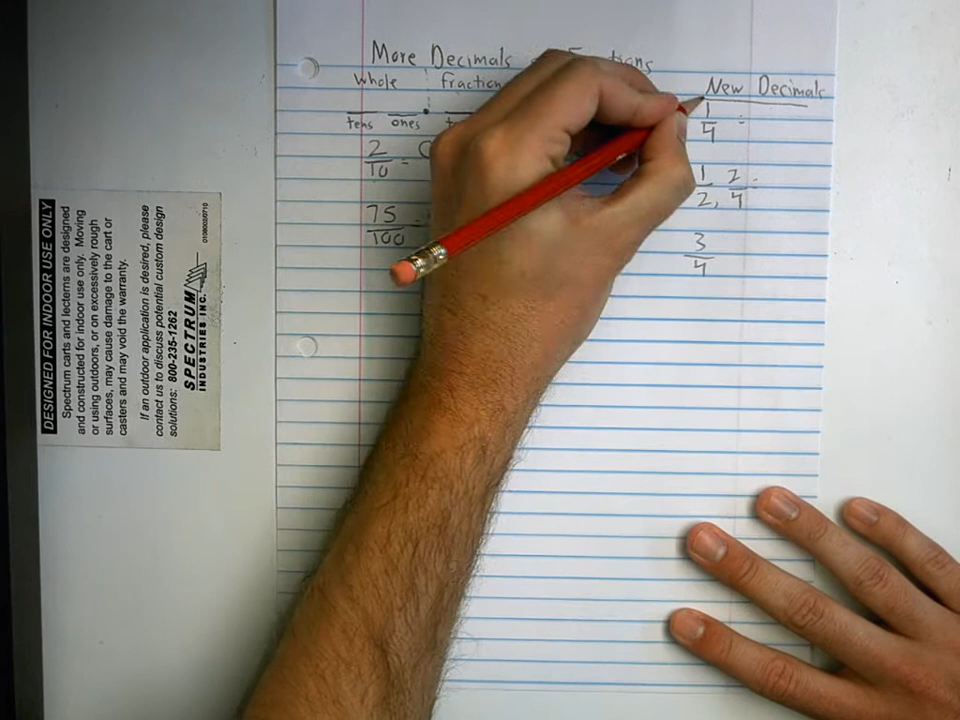 More Decimals
whole fraction
tens ones
2/10 =
75/100 =
New Decimals
1/4 =
1/2, 2/4 =
3/4
DESIGNED FOR INDOOR USE ONLY
Spectrum carts and lecterns are designed
and constructed for indoor use only. Moving
or using outdoors, or on excessively rough
surfaces, may cause damage to the cart or
casters and may void the warranty.
If an outdoor application is desired, please
contact us to discuss potential custom design
solutions: 800-235-1262
SPECTRUM
INDUSTRIES INC.